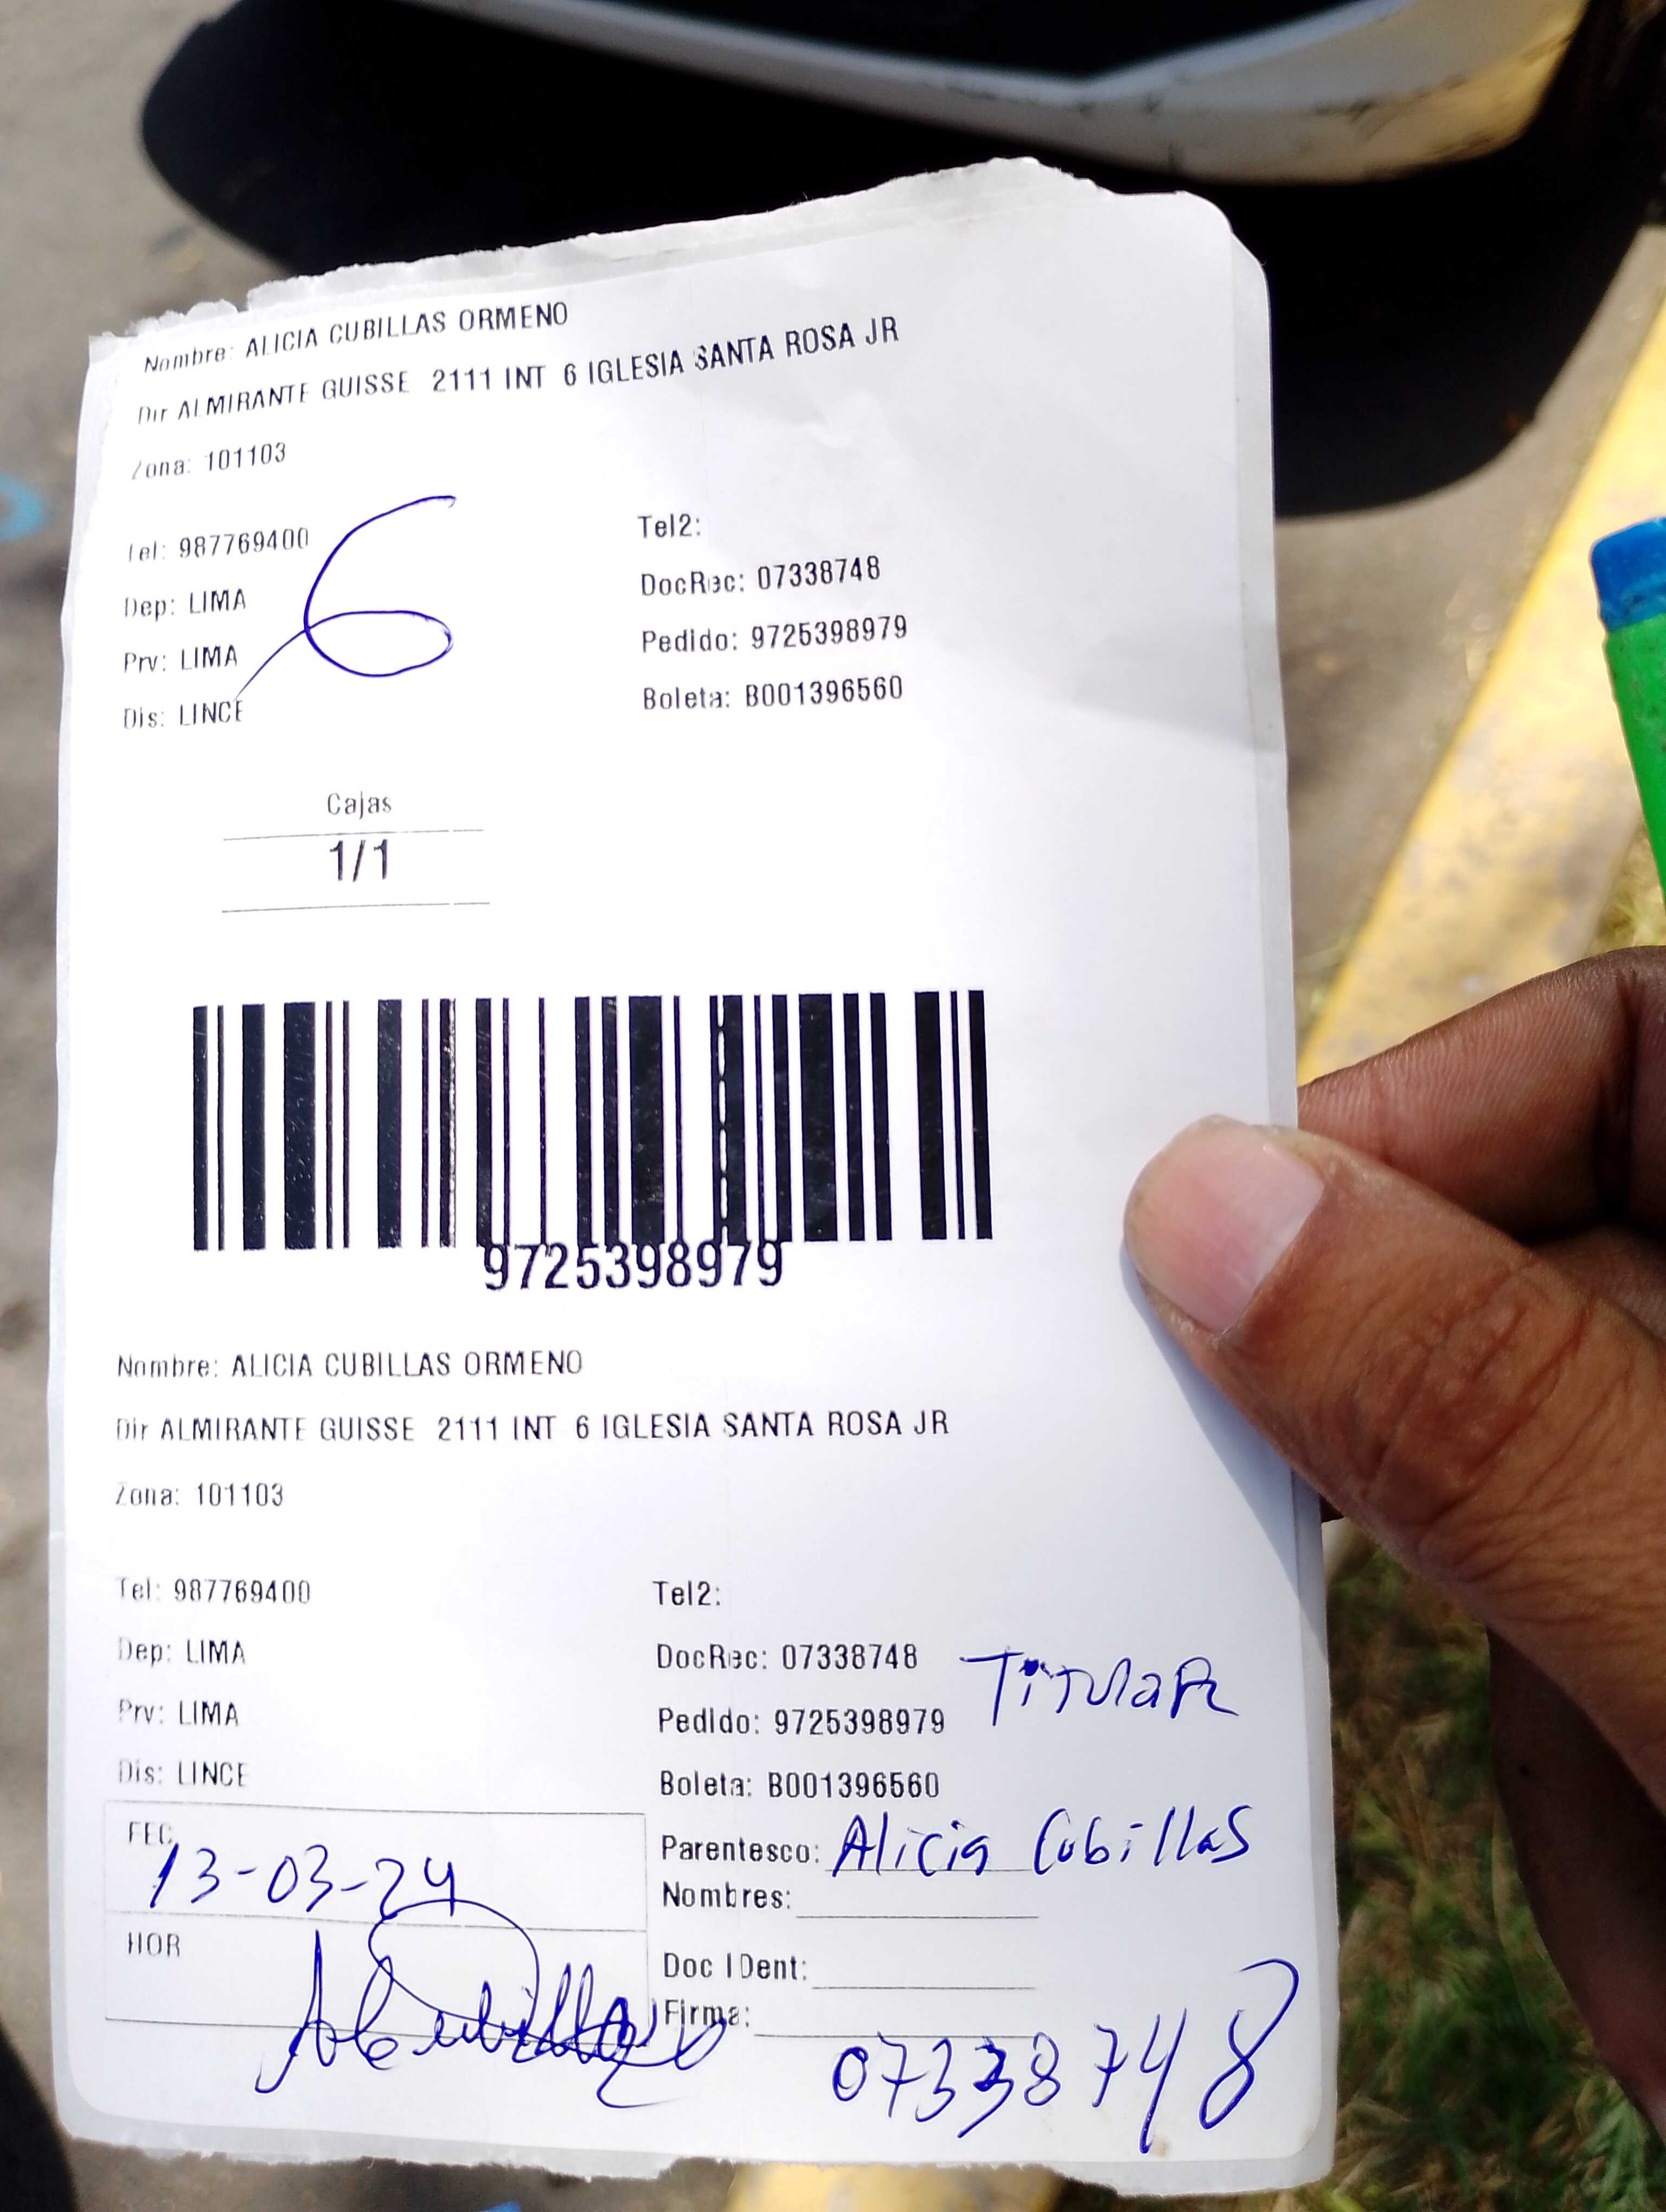 Nombre: ALICIA CUBILLAS ORMENO
Dir ALMIRANTE GUISSE 2111 INT 6 IGLESIA SANTA ROSA JR
Zona: 101103
Tel: 987769400 Tel2:
Dep: LIMA DocRec: 07338748
Prv: LIMA Pedido: 9725398979
Dis: LINCE Boleta: B001396560
6
Cajas
1/1
9725398979
Nombre: ALICIA CUBILLAS ORMENO
Dir ALMIRANTE GUISSE 2111 INT 6 IGLESIA SANTA ROSA JR
Zona: 101103
Tel: 987769400 Tel2:
Dep: LIMA DocRec: 07338748 Titular
Prv: LIMA Pedido: 9725398979
Dis: LINCE Boleta: B001396560
FEC 13-03-24 Parentesco: Alicia Cubillas
Nombres:
HOR Doc IDent:
Firma:
07338748